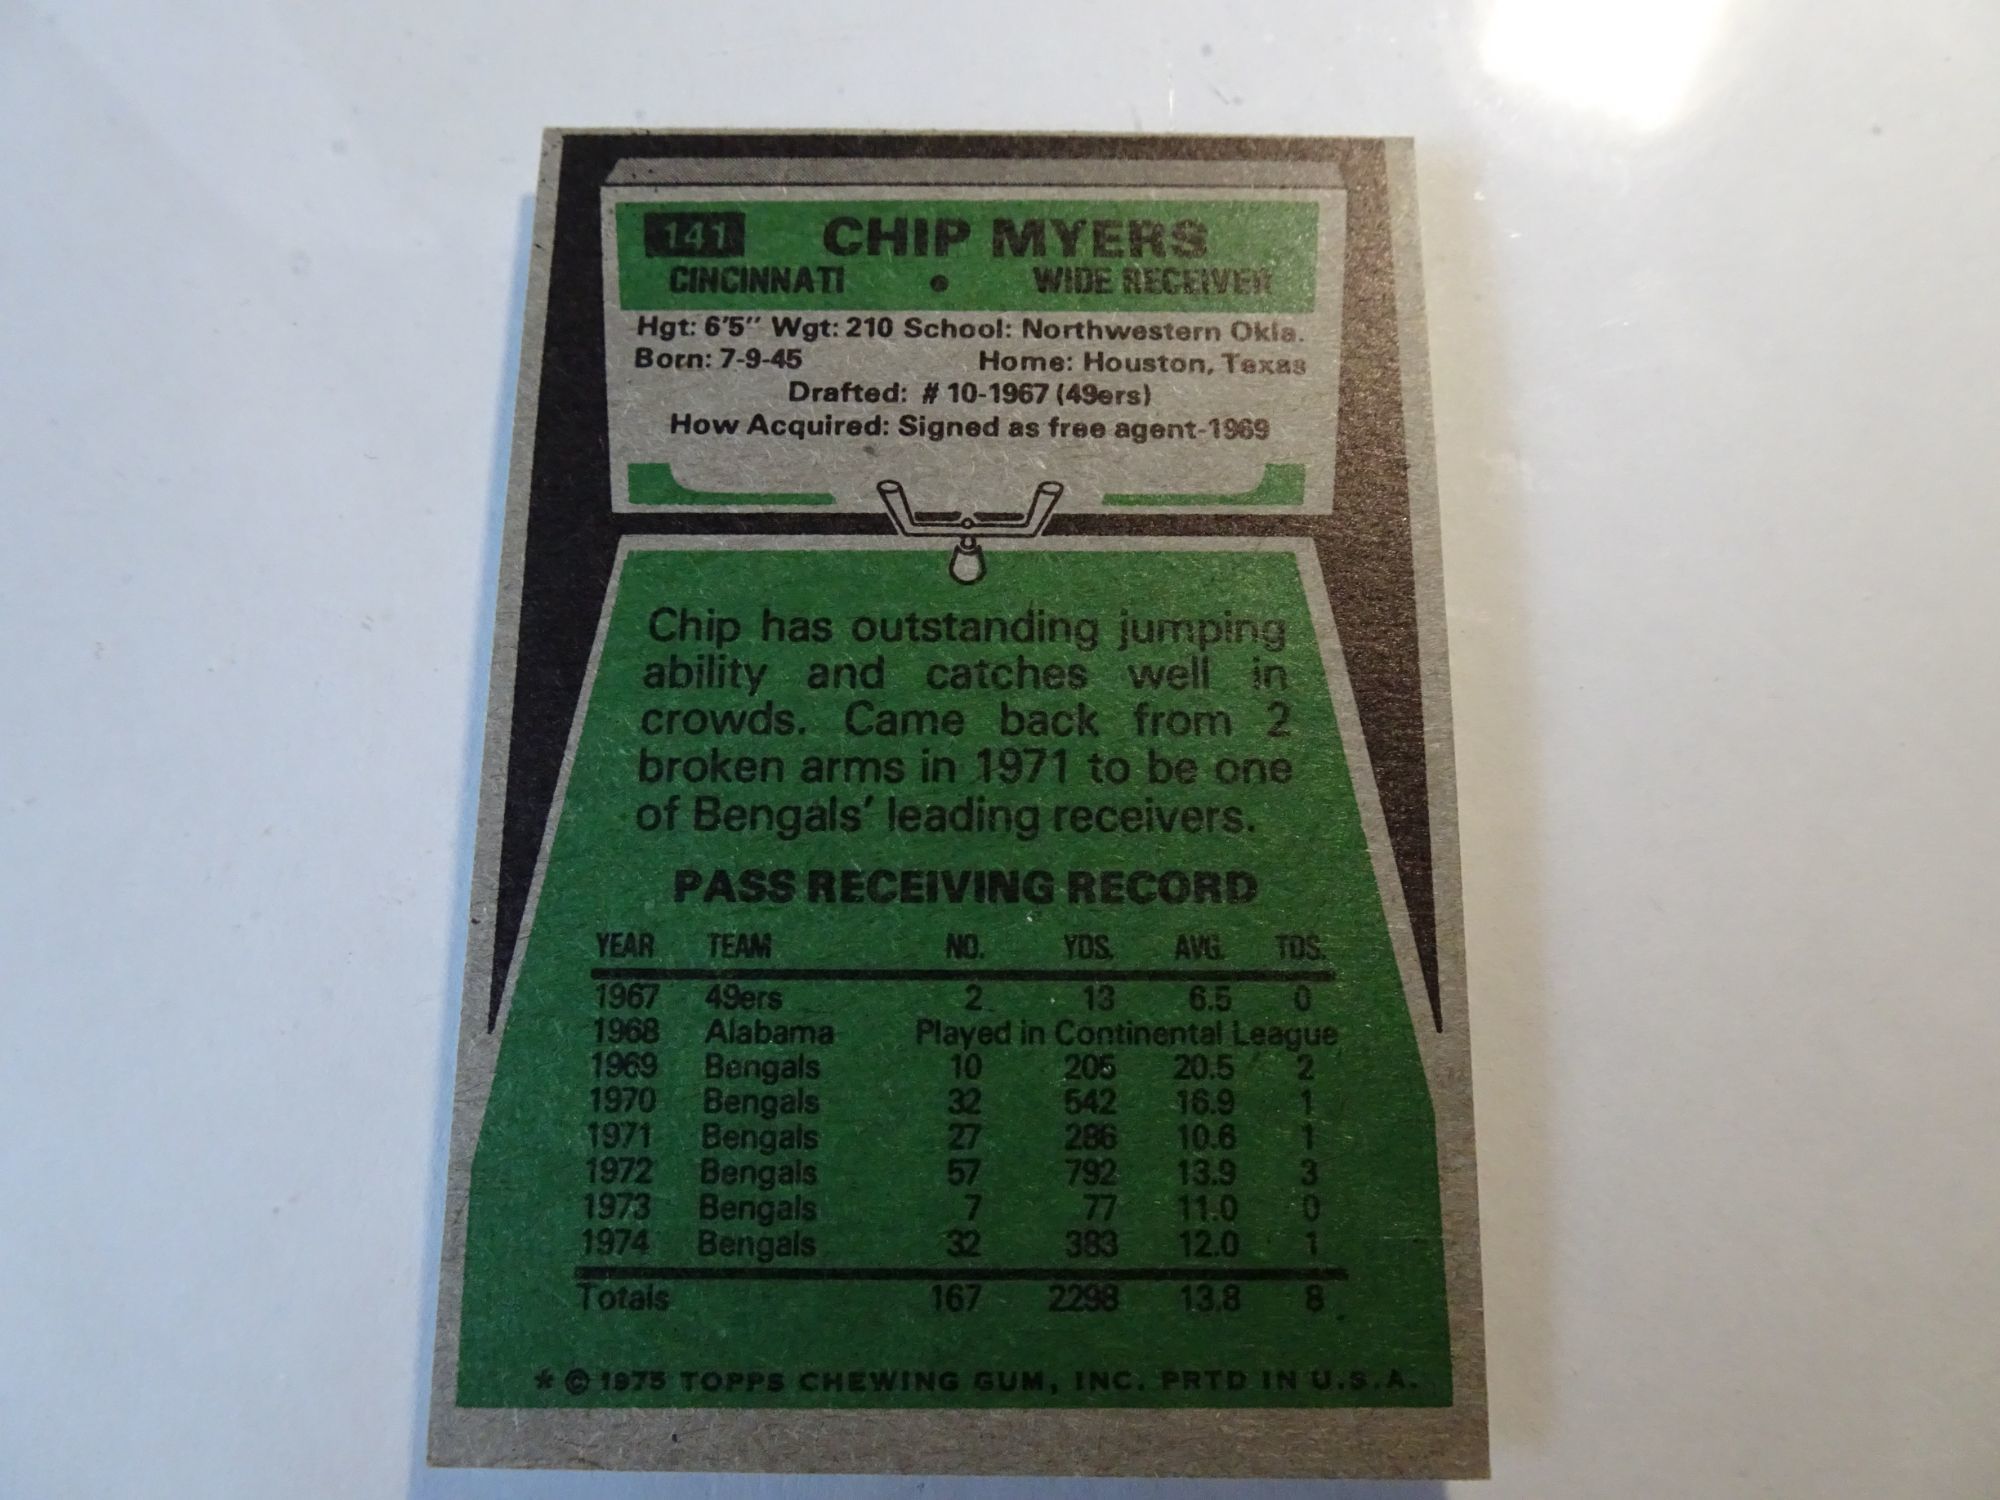 141 CHIP MYERS
CINCINNATI • WIDE RECEIVER
Hgt: 6'5" Wgt: 210 School: Northwestern Okla.
Born: 7-9-45 Home: Houston, Texas
Drafted: # 10-1967 (49ers)
How Acquired: Signed as free agent-1969
Chip has outstanding jumping
ability and catches well in
crowds. Came back from 2
broken arms in 1971 to be one
of Bengals' leading receivers.
PASS RECEIVING RECORD
YEAR TEAM NO. YDS. AVG. TDS.
1967 49ers 2 13 6.5 0
1968 Alabama Played in Continental League
1969 Bengals 10 205 20.5 2
1970 Bengals 32 542 16.9 1
1971 Bengals 27 286 10.6 1
1972 Bengals 57 792 13.9 3
1973 Bengals 7 77 11.0 0
1974 Bengals 32 383 12.0 1
Totals 167 2298 13.8 8
* © 1975 TOPPS CHEWING GUM, INC. PRTD IN U.S.A.